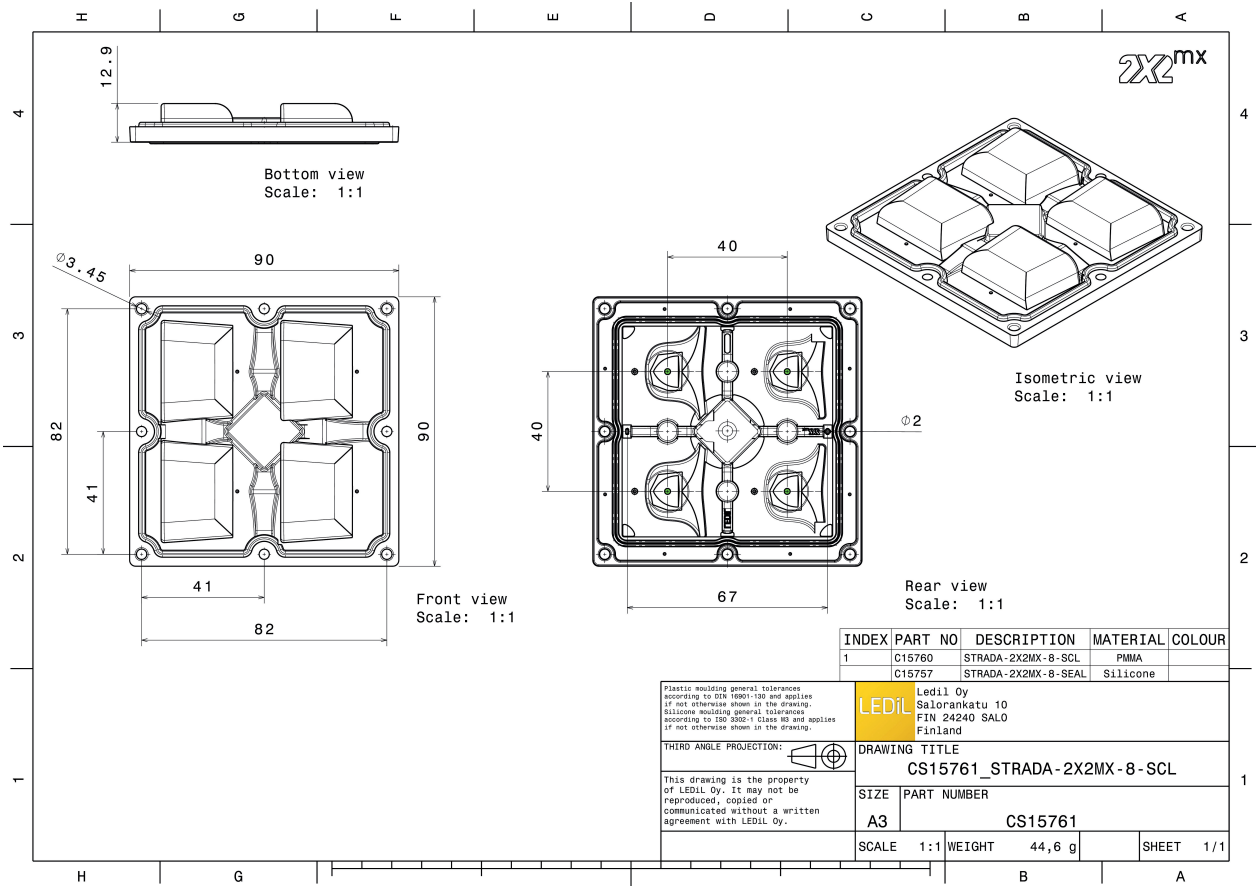 H G F E D C B A
4
4
2X2mx
12.9
Bottom view
Scale: 1:1
3
3
Ø3.45
90
82
41
90
41
82
Front view
Scale: 1:1
40
40
Ø2
67
Rear view
Scale: 1:1
Isometric view
Scale: 1:1
2
2
INDEX PART NO DESCRIPTION MATERIAL COLOUR
1 C15760 STRADA-2X2MX-8-SCL PMMA
C15757 STRADA-2X2MX-8-SEAL Silicone
Plastic moulding general tolerances
according to DIN 16901-130 and applies
if not otherwise shown in the drawing.
Silicone moulding general tolerances
according to ISO 3302-1 Class M3 and applies
if not otherwise shown in the drawing.
THIRD ANGLE PROJECTION:
This drawing is the property
of LEDiL Oy. It may not be
reproduced, copied or
communicated without a written
agreement with LEDiL Oy.
LEDiL
Ledil Oy
Salorankatu 10
FIN 24240 SALO
Finland
DRAWING TITLE
CS15761_STRADA-2X2MX-8-SCL
SIZE PART NUMBER
A3 CS15761
SCALE 1:1 WEIGHT 44,6 g SHEET 1/1
1
1
H G B A